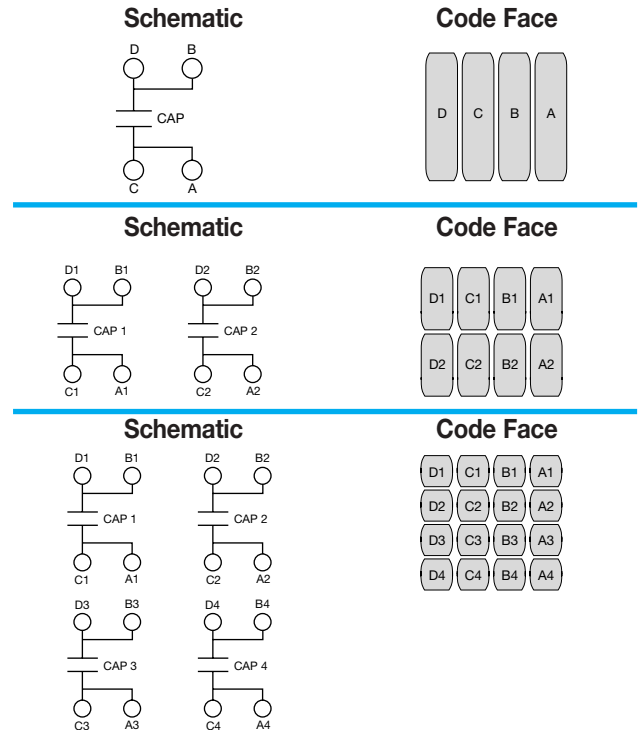 Schematic Code Face
D B
CAP
C A
D C B A
Schematic Code Face
D1 B1 D2 B2
CAP 1 CAP 2
C1 A1 C2 A2
D1 C1 B1 A1
D2 C2 B2 A2
Schematic Code Face
D1 B1 D2 B2
CAP 1 CAP 2
C1 A1 C2 A2
D3 B3 D4 B4
CAP 3 CAP 4
C3 A3 C4 A4
D1 C1 B1 A1
D2 C2 B2 A2
D3 C3 B3 A3
D4 C4 B4 A4